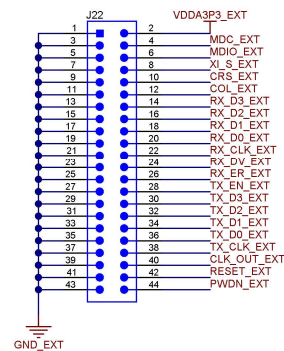 J22 VDDA3P3_EXT
1 2
3 4 MDC_EXT
5 6 MDIO_EXT
7 8 XI_S_EXT
9 10 CRS_EXT
11 12 COL_EXT
13 14 RX_D3_EXT
15 16 RX_D2_EXT
17 18 RX_D1_EXT
19 20 RX_D0_EXT
21 22 RX_CLK_EXT
23 24 RX_DV_EXT
25 26 RX_ER_EXT
27 28 TX_EN_EXT
29 30 TX_D3_EXT
31 32 TX_D2_EXT
33 34 TX_D1_EXT
35 36 TX_D0_EXT
37 38 TX_CLK_EXT
39 40 CLK_OUT_EXT
41 42 RESET_EXT
43 44 PWDN_EXT
GND_EXT